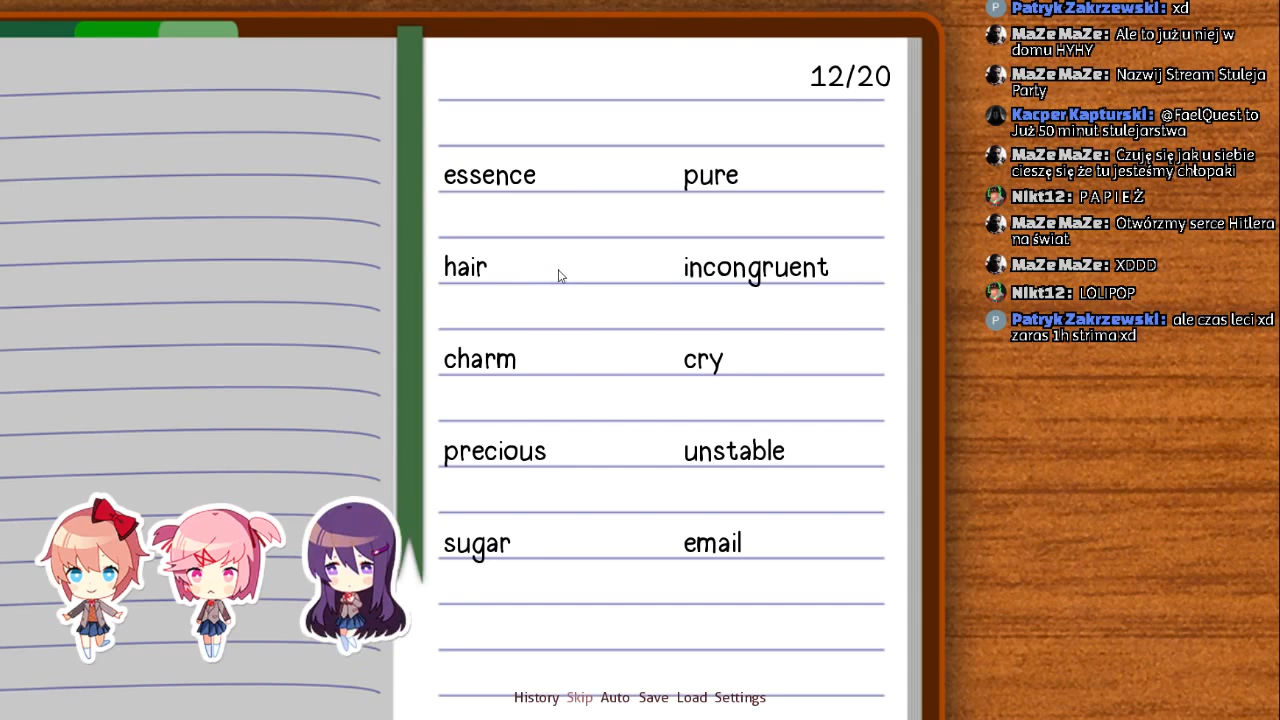 12/20
essence pure
hair incongruent
charm cry
precious unstable
sugar email
History Skip Auto Save Load Settings
Patryk Zakrzewski: xd
MaZe MaZe: Ale to już u niej w
domu HYHY
MaZe MaZe: Nazwij Stream Stuleja
Party
Kacper Kapturski: @FaelQuest to
Już 50 minut stulejarstwa
MaZe MaZe: Czuję się jak u siebie
cieszę się że tu jesteśmy chłopaki
Nikt12: P A P I E Ż
MaZe MaZe: Otwórzmy serce Hitlera
na świat
MaZe MaZe: XDDD
Nikt12: LOLIPOP
P Patryk Zakrzewski: ale czas leci xd
zaras 1h strima xd